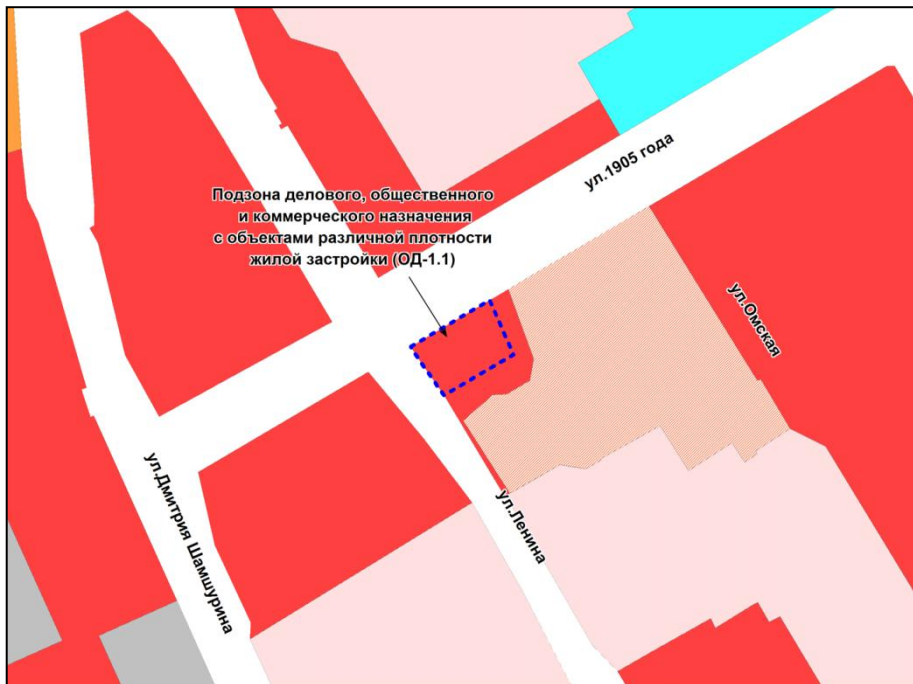 ул.1905 года
Подзона делового, общественного
и коммерческого назначения
с объектами различной плотности
жилой застройки (ОД-1.1)
ул.Омская
ул.Дмитрия Шамшурина
ул.Ленина